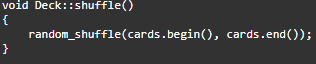 void Deck::shuffle()
{
    random_shuffle(cards.begin(), cards.end());
}